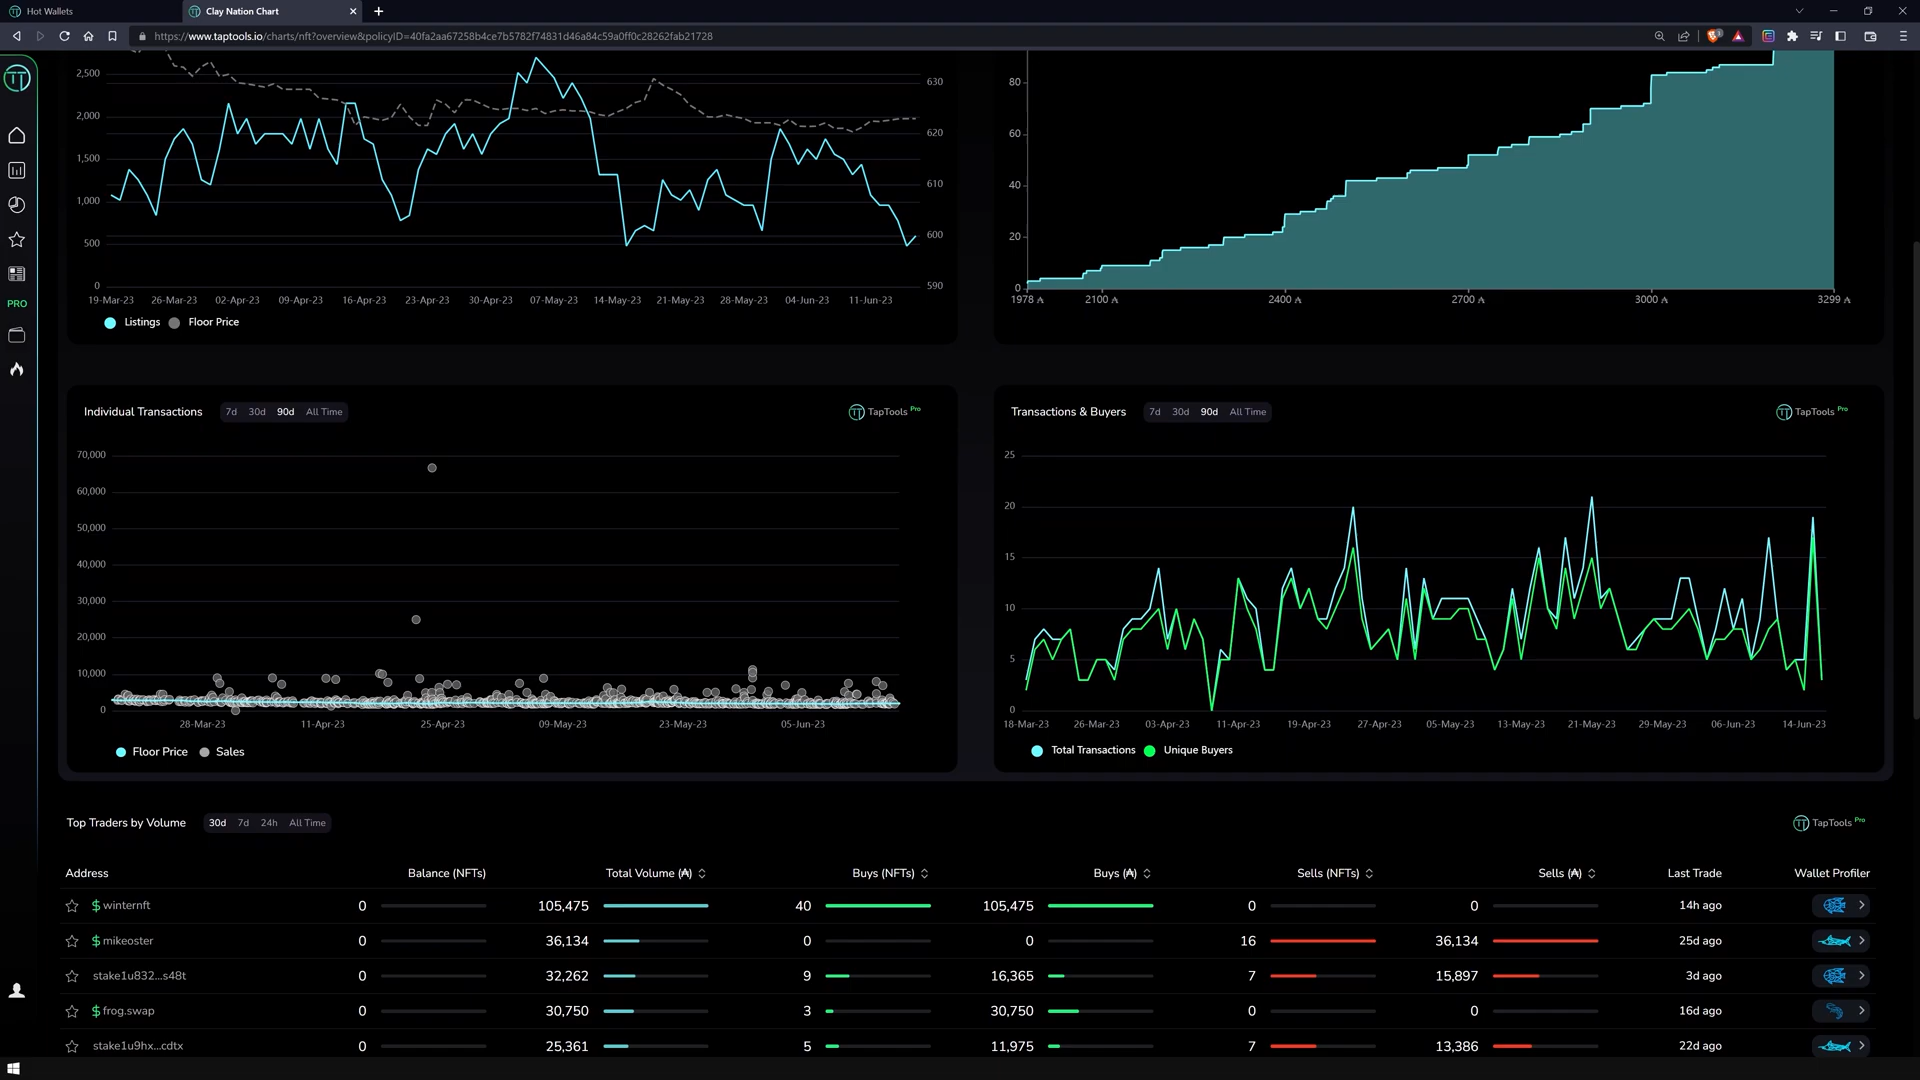 Hot Wallets
Clay Nation Chart
https://www.taptools.io/charts/nft?overview&policyID=40fa2aa67258b4ce7b5782f74831d46a84c59a0ff0c28262fab21728
PRO
2,500
2,000
1,500
1,000
500
0
630
620
610
600
590
19-Mar-23 26-Mar-23 02-Apr-23 09-Apr-23 16-Apr-23 23-Apr-23 30-Apr-23 07-May-23 14-May-23 21-May-23 28-May-23 04-Jun-23 11-Jun-23
Listings Floor Price
80
60
40
20
0
1978 ₳ 2100 ₳ 2400 ₳ 2700 ₳ 3000 ₳ 3299 ₳
Individual Transactions 7d 30d 90d All Time TapTools Pro
70,000
60,000
50,000
40,000
30,000
20,000
10,000
0
28-Mar-23 11-Apr-23 25-Apr-23 09-May-23 23-May-23 05-Jun-23
Floor Price Sales
Transactions & Buyers 7d 30d 90d All Time TapTools Pro
25
20
15
10
5
0
18-Mar-23 26-Mar-23 03-Apr-23 11-Apr-23 19-Apr-23 27-Apr-23 05-May-23 13-May-23 21-May-23 29-May-23 06-Jun-23 14-Jun-23
Total Transactions Unique Buyers
Top Traders by Volume 30d 7d 24h All Time TapTools Pro
Address Balance (NFTs) Total Volume (₳) Buys (NFTs) Buys (₳) Sells (NFTs) Sells (₳) Last Trade Wallet Profiler
$winternft 0 105,475 40 105,475 0 0 14h ago
$mikeoster 0 36,134 0 0 16 36,134 25d ago
stake1u832...s48t 0 32,262 9 16,365 7 15,897 3d ago
$frog.swap 0 30,750 3 30,750 0 0 16d ago
stake1u9hx...cdtx 0 25,361 5 11,975 7 13,386 22d ago